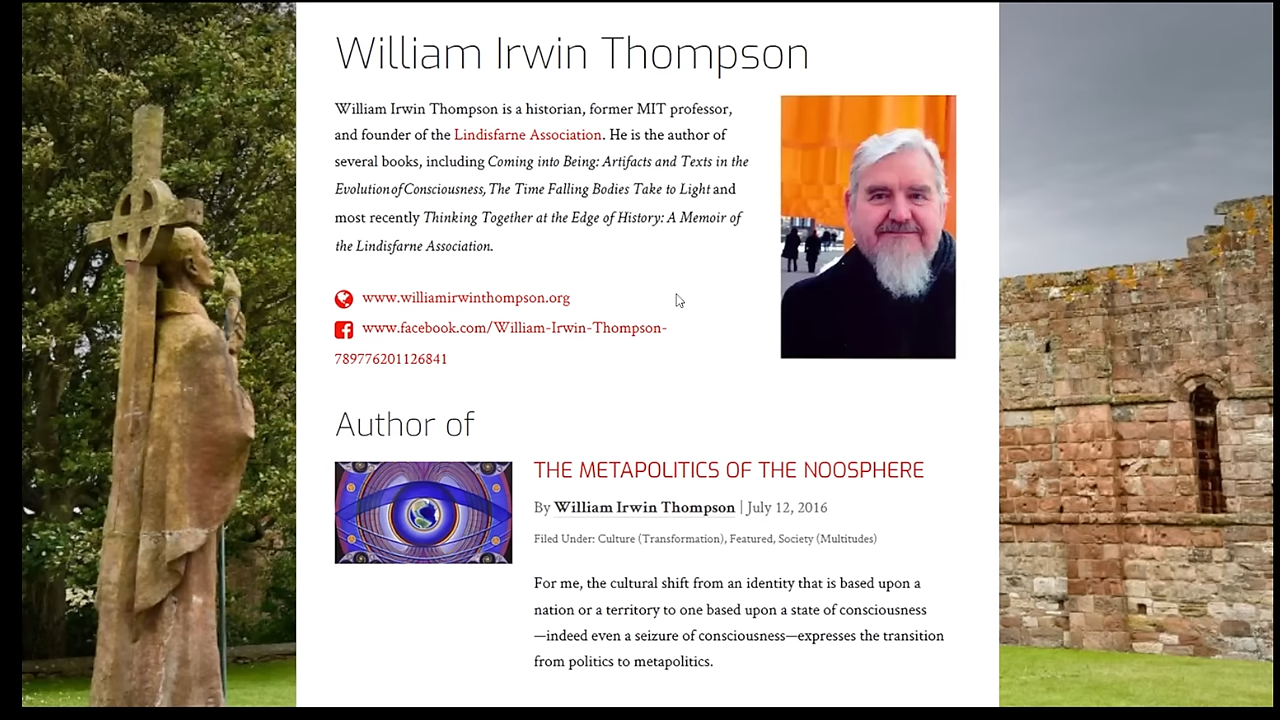 William Irwin Thompson
William Irwin Thompson is a historian, former MIT professor,
and founder of the Lindisfarne Association. He is the author of
several books, including Coming into Being: Artifacts and Texts in the
Evolution of Consciousness, The Time Falling Bodies Take to Light and
most recently Thinking Together at the Edge of History: A Memoir of
the Lindisfarne Association.
www.williamirwinthompson.org
www.facebook.com/William-Irwin-Thompson-
789776201126841
Author of
THE METAPOLITICS OF THE NOOSPHERE
By William Irwin Thompson | July 12, 2016
Filed Under: Culture (Transformation), Featured, Society (Multitudes)
For me, the cultural shift from an identity that is based upon a
nation or a territory to one based upon a state of consciousness
—indeed even a seizure of consciousness—expresses the transition
from politics to metapolitics.